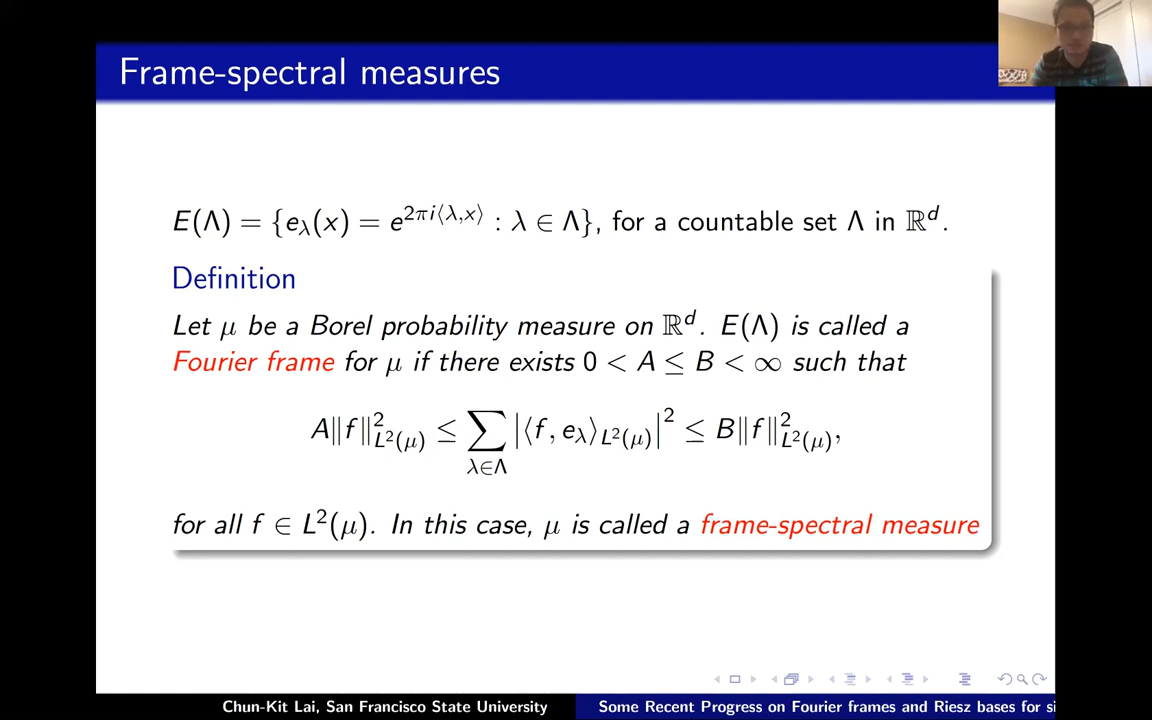 Frame-spectral measures
E(Λ) = {e_λ(x) = e^{2πi⟨λ,x⟩} : λ ∈ Λ}, for a countable set Λ in ℝ^d.
Definition
Let μ be a Borel probability measure on ℝ^d. E(Λ) is called a
Fourier frame for μ if there exists 0 < A ≤ B < ∞ such that
A‖f‖²_{L²(μ)} ≤ ∑_{λ∈Λ} |⟨f, e_λ⟩_{L²(μ)}|² ≤ B‖f‖²_{L²(μ)},
for all f ∈ L²(μ). In this case, μ is called a frame-spectral measure
Chun-Kit Lai, San Francisco State University
Some Recent Progress on Fourier frames and Riesz bases for si